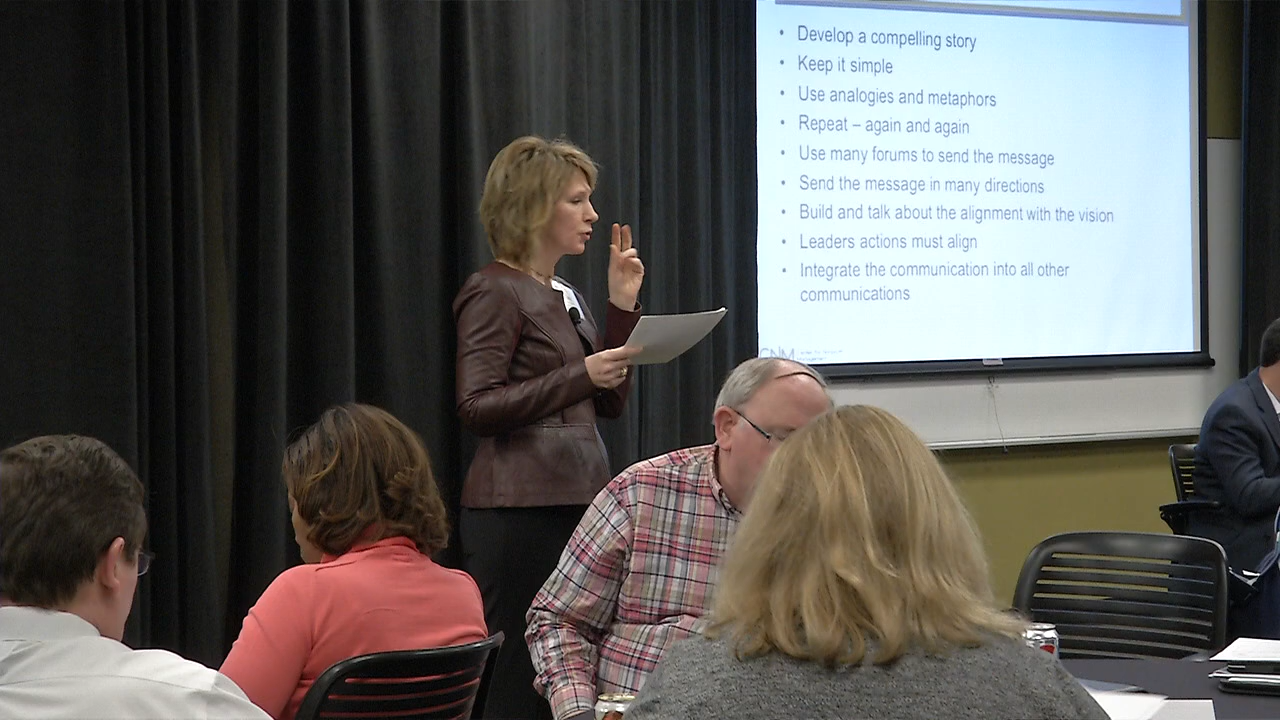 • Develop a compelling story
• Keep it simple
• Use analogies and metaphors
• Repeat – again and again
• Use many forums to send the message
• Send the message in many directions
• Build and talk about the alignment with the vision
• Leaders actions must align
• Integrate the communication into all other
communications
CNM